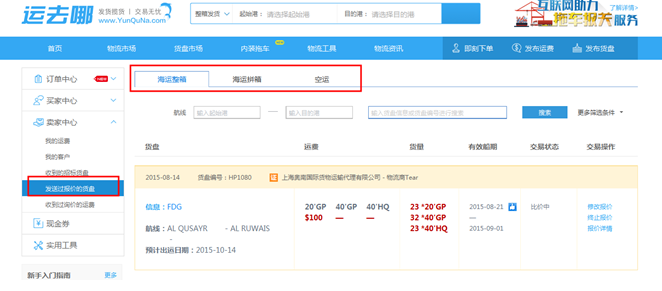 运去哪 发货揽货 | 交易无忧
www.YunQuNa.com
整箱发货 起始港： 请选择起始港 目的港： 请选择目的港
互联网助力 了解详情>
拖车报关服务
首页 物流市场 货盘市场 内装拖车 物流工具 物流资讯 即刻下单 发布运费 发布货盘
订单中心 NEW
买家中心
卖家中心
我的运费
我的客户
收到的招标货盘
发送过报价的货盘
收到过询价的运费
现金券
实用工具
新手入门指南 更多
海运整箱 海运拼箱 空运
航线 输入起始港 — 输入目的港 输入货盘信息或货盘编号进行搜索 搜索 更多筛选条件
货盘 运费 货量 有效船期 交易状态 交易操作
2015-08-14 货盘编号：HP1080 证 国际货物运输代理有限公司 - 物流商Tear
信息：FDG
航线：AL QUSAYR - AL RUWAIS
-
预计出运日期：2015-10-14
20'GP 40'GP 40'HQ
$100 — —
23 *20'GP
32 *40'GP
23 *40'HQ
2015-08-21
—
2015-09-01
比价中
修改报价
终止报价
报价详情